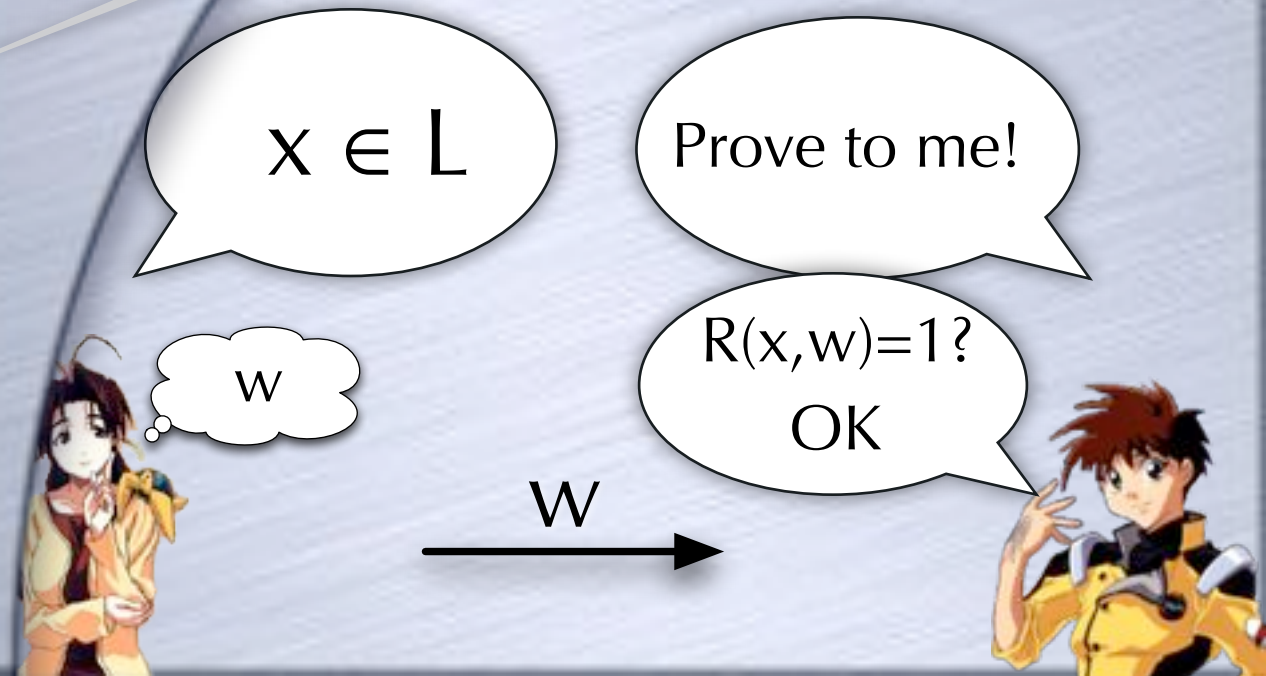 x ∈ L
Prove to me!
w
R(x,w)=1?
OK
w